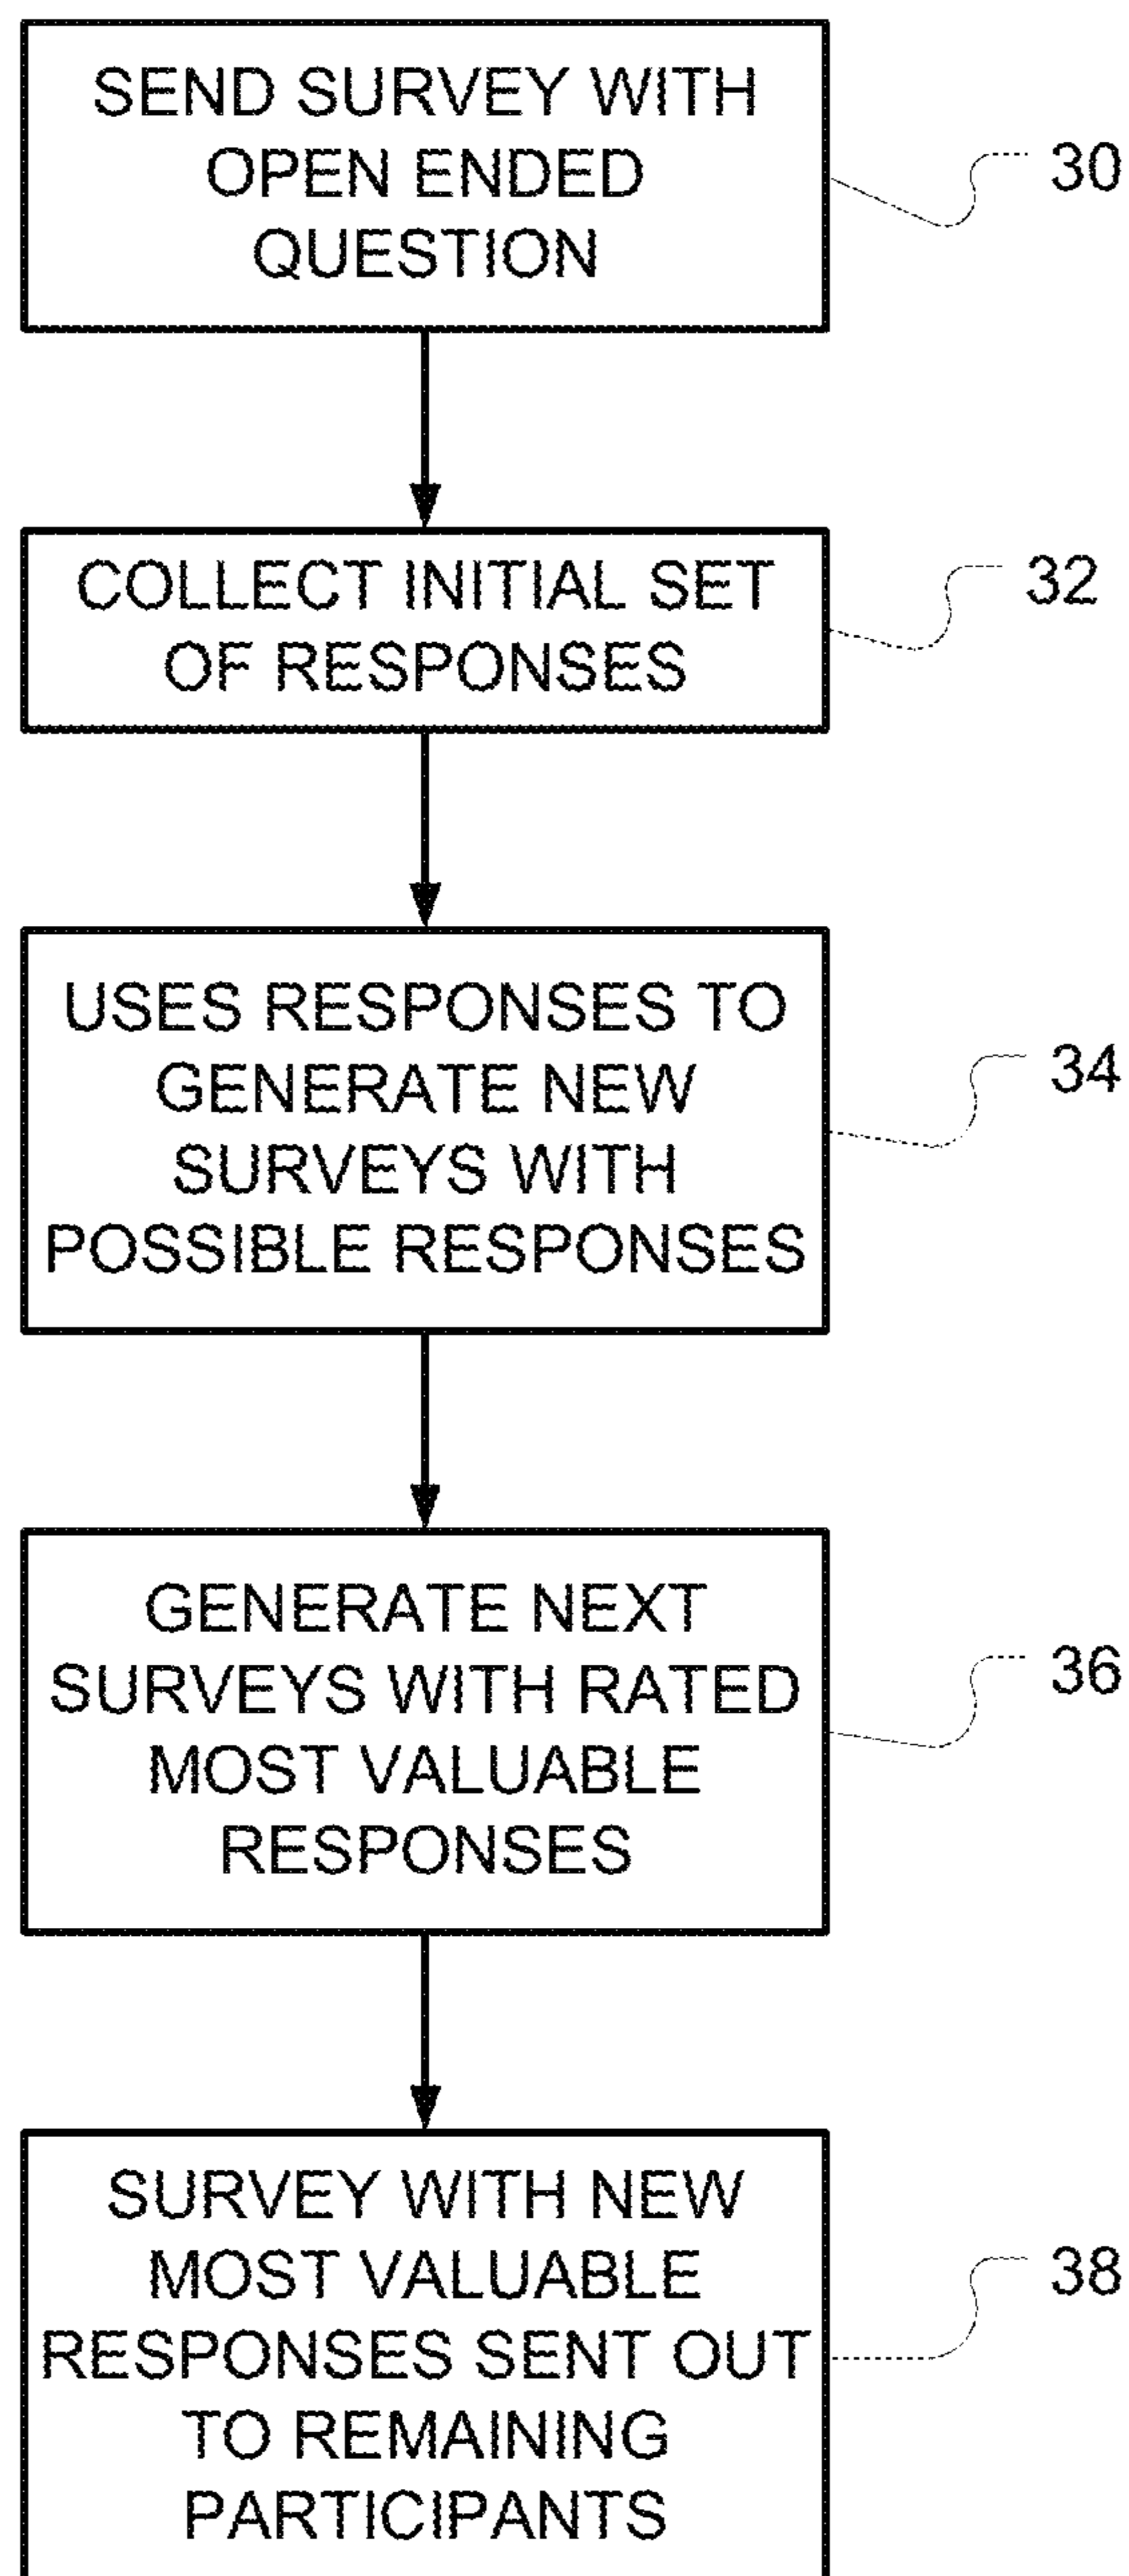 SEND SURVEY WITH
OPEN ENDED
QUESTION
30
COLLECT INITIAL SET
OF RESPONSES
32
USES RESPONSES TO
GENERATE NEW
SURVEYS WITH
POSSIBLE RESPONSES
34
GENERATE NEXT
SURVEYS WITH RATED
MOST VALUABLE
RESPONSES
36
SURVEY WITH NEW
MOST VALUABLE
RESPONSES SENT OUT
TO REMAINING
PARTICIPANTS
38